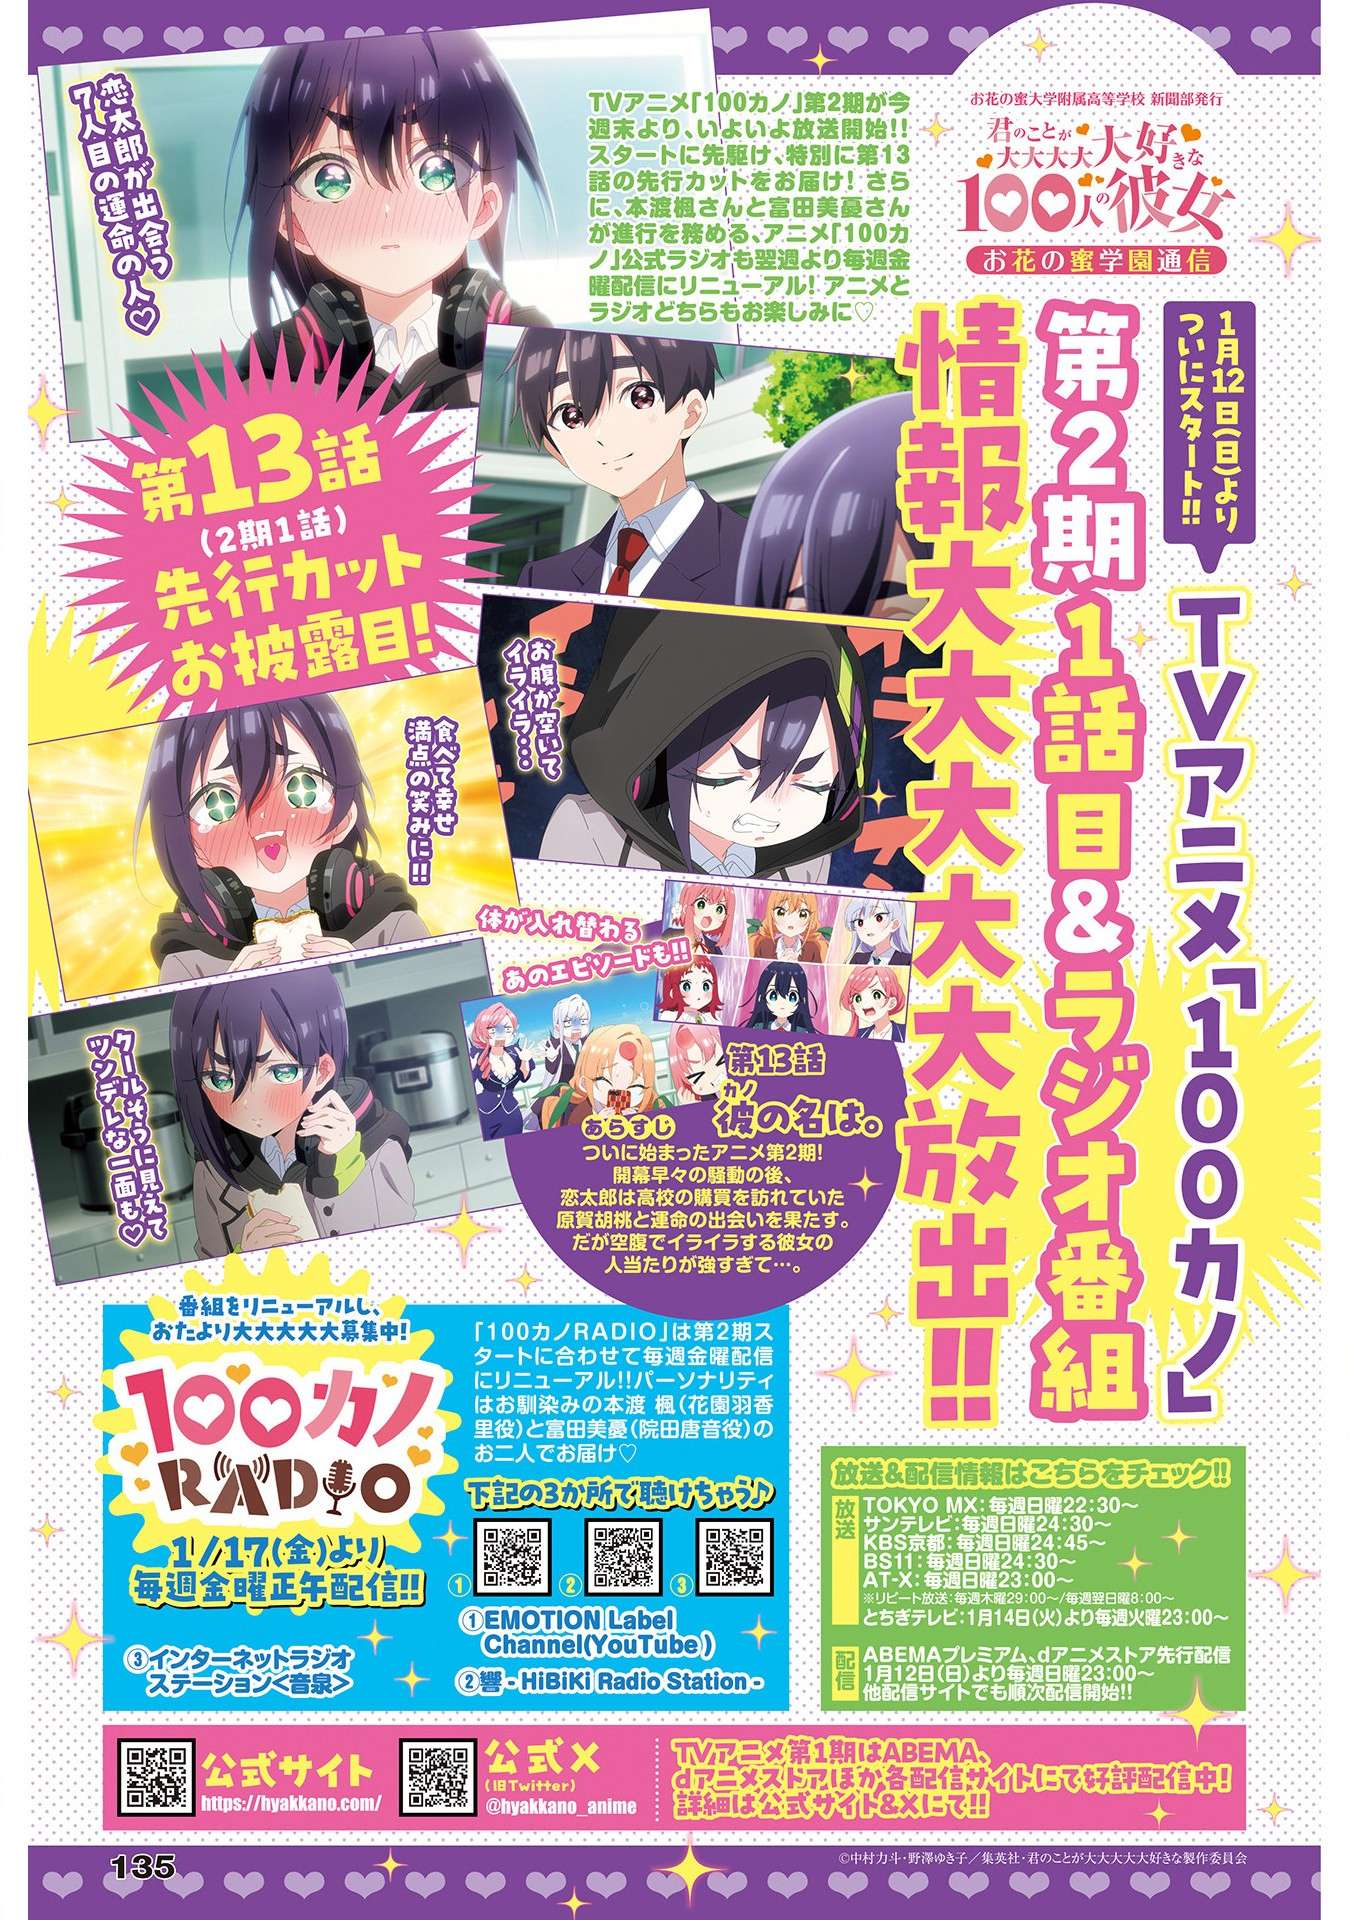 お花の蜜大学附属高等学校 新聞部発行
君のことが
大大大大大好きな
100人の彼女
お花の蜜学園通信
1月12日(日)より
ついにスタート!!
TVアニメ「100カノ」
第2期1話目&ラジオ番組
情報大大大大大放出!!
TVアニメ「100カノ」第2期が今
週末より、いよいよ放送開始!!
スタートに先駆け、特別に第13
話の先行カットをお届け! さら
に、本渡楓さんと富田美憂さん
が進行を務める、アニメ「100カ
ノ」公式ラジオも翌週より毎週金
曜配信にリニューアル! アニメと
ラジオどちらもお楽しみに♡
恋太郎が出会う
7人目の運命の人♡
第13話
(2期1話)
先行カット
お披露目!
お腹が空いて
イライラ…
食べて幸せ
満点の笑みに!!
クールそうに見えて
ツンデレな一面も♡
体が入れ替わる
あのエピソードも!!
第13話
カノ
彼の名は。
あらすじ
ついに始まったアニメ第2期!
開幕早々の騒動の後、
恋太郎は高校の購買を訪れていた
原賀胡桃と運命の出会いを果たす。
だが空腹でイライラする彼女の
人当たりが強すぎて…。
番組をリニューアルし、
おたより大大大大大募集中!
100カノ
RADIO
1/17(金)より
毎週金曜正午配信!!
「100カノRADIO」は第2期ス
タートに合わせて毎週金曜配信
にリニューアル!!パーソナリティ
はお馴染みの本渡 楓(花園羽香
里役)と富田美憂(院田唐音役)の
お二人でお届け♡
下記の3か所で聴けちゃう♪
① ② ③
①EMOTION Label
Channel(YouTube)
②響 - HiBiKi Radio Station -
③インターネットラジオ
ステーション<音泉>
放送&配信情報はこちらをチェック!!
放送
TOKYO MX:毎週日曜22:30〜
サンテレビ:毎週日曜24:30〜
KBS京都:毎週日曜24:45〜
BS11:毎週日曜24:30〜
AT-X:毎週日曜23:00〜
※リピート放送:毎週木曜29:00〜/毎週翌日曜8:00〜
とちぎテレビ:1月14日(火)より毎週火曜23:00〜
配信
ABEMAプレミアム、dアニメストア先行配信
1月12日(日)より毎週日曜23:00〜
他配信サイトでも順次配信開始!!
公式サイト
https://hyakkano.com/
公式X
(旧Twitter)
@hyakkano_anime
TVアニメ第1期はABEMA、
dアニメストアほか各配信サイトにて好評配信中!
詳細は公式サイト&Xにて!!
135
©中村力斗・野澤ゆき子／集英社・君のことが大大大大大好きな製作委員会